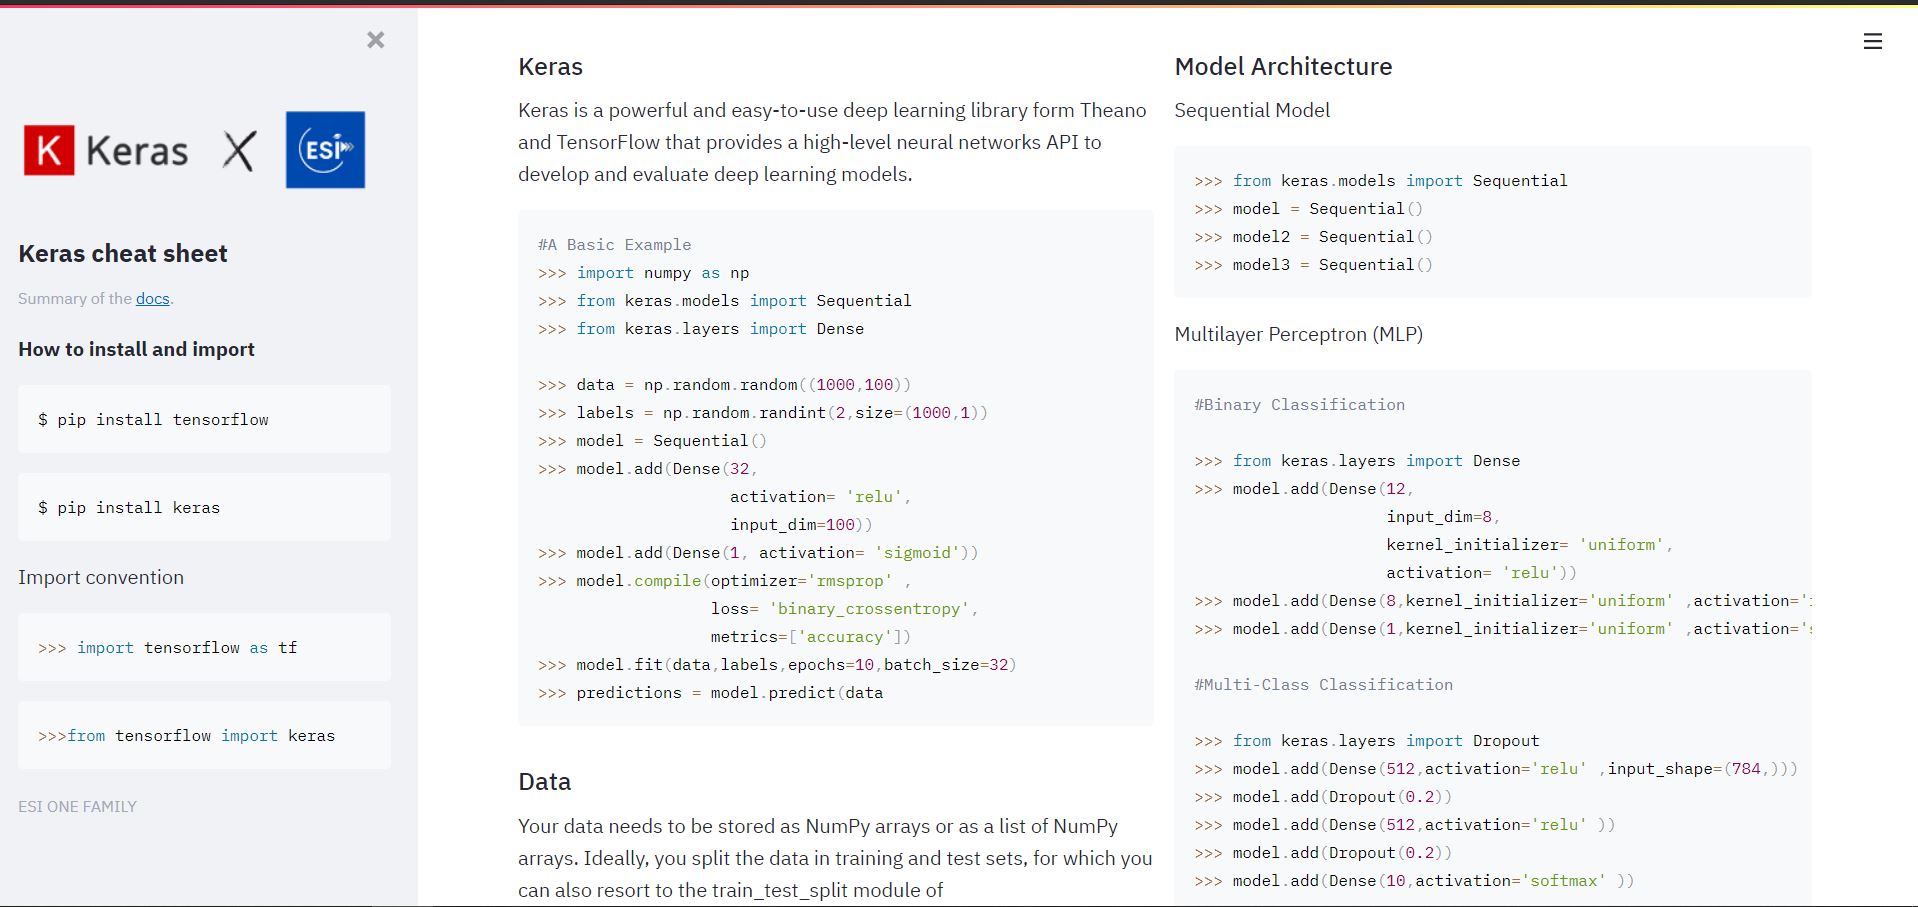 K Keras X ESI
Keras cheat sheet
Summary of the docs.
How to install and import
$ pip install tensorflow
$ pip install keras
Import convention
>>> import tensorflow as tf
>>>from tensorflow import keras
ESI ONE FAMILY
Keras
Keras is a powerful and easy-to-use deep learning library form Theano
and TensorFlow that provides a high-level neural networks API to
develop and evaluate deep learning models.
#A Basic Example
>>> import numpy as np
>>> from keras.models import Sequential
>>> from keras.layers import Dense
>>> data = np.random.random((1000,100))
>>> labels = np.random.randint(2,size=(1000,1))
>>> model = Sequential()
>>> model.add(Dense(32,
activation= 'relu',
input_dim=100))
>>> model.add(Dense(1, activation= 'sigmoid'))
>>> model.compile(optimizer='rmsprop' ,
loss= 'binary_crossentropy',
metrics=['accuracy'])
>>> model.fit(data,labels,epochs=10,batch_size=32)
>>> predictions = model.predict(data
Data
Your data needs to be stored as NumPy arrays or as a list of NumPy
arrays. Ideally, you split the data in training and test sets, for which you
can also resort to the train_test_split module of
Model Architecture
Sequential Model
>>> from keras.models import Sequential
>>> model = Sequential()
>>> model2 = Sequential()
>>> model3 = Sequential()
Multilayer Perceptron (MLP)
#Binary Classification
>>> from keras.layers import Dense
>>> model.add(Dense(12,
input_dim=8,
kernel_initializer= 'uniform',
activation= 'relu'))
>>> model.add(Dense(8,kernel_initializer='uniform' ,activation='
>>> model.add(Dense(1,kernel_initializer='uniform' ,activation='
#Multi-Class Classification
>>> from keras.layers import Dropout
>>> model.add(Dense(512,activation='relu' ,input_shape=(784,)))
>>> model.add(Dropout(0.2))
>>> model.add(Dense(512,activation='relu' ))
>>> model.add(Dropout(0.2))
>>> model.add(Dense(10,activation='softmax' ))